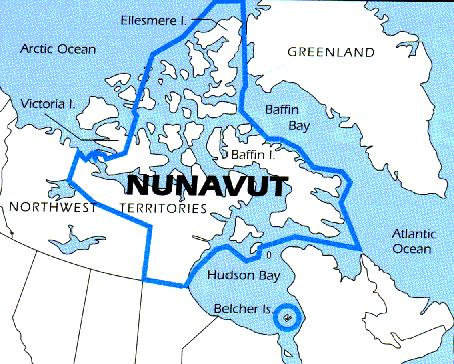 Ellesmere I.
Arctic Ocean
GREENLAND
Victoria I.
Baffin
Bay
Baffin I.
NUNAVUT
NORTHWEST TERRITORIES
Atlantic
Ocean
Hudson Bay
Belcher Is.